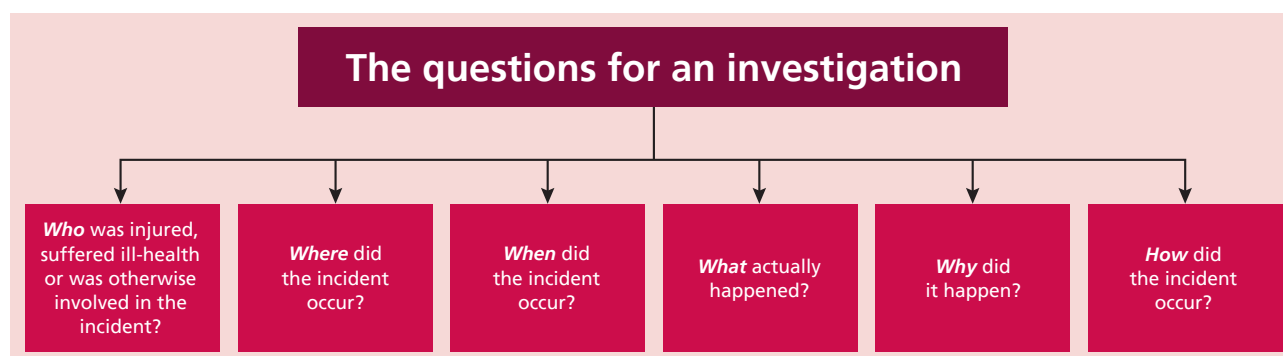 The questions for an investigation
Who was injured,
suffered ill-health
or was otherwise
involved in the
incident?
Where did
the incident
occur?
When did
the incident
occur?
What actually
happened?
Why did
it happen?
How did
the incident
occur?